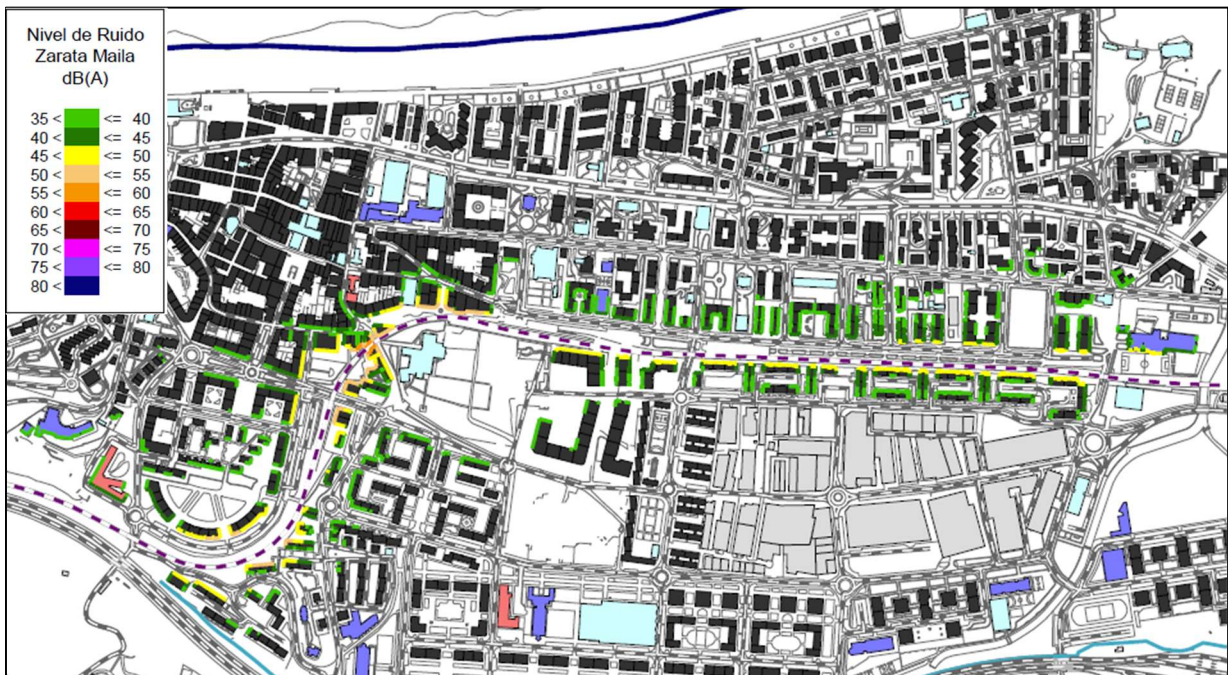 Nivel de Ruido
Zarata Maila
dB(A)
35 < <= 40
40 < <= 45
45 < <= 50
50 < <= 55
55 < <= 60
60 < <= 65
65 < <= 70
70 < <= 75
75 < <= 80
80 <